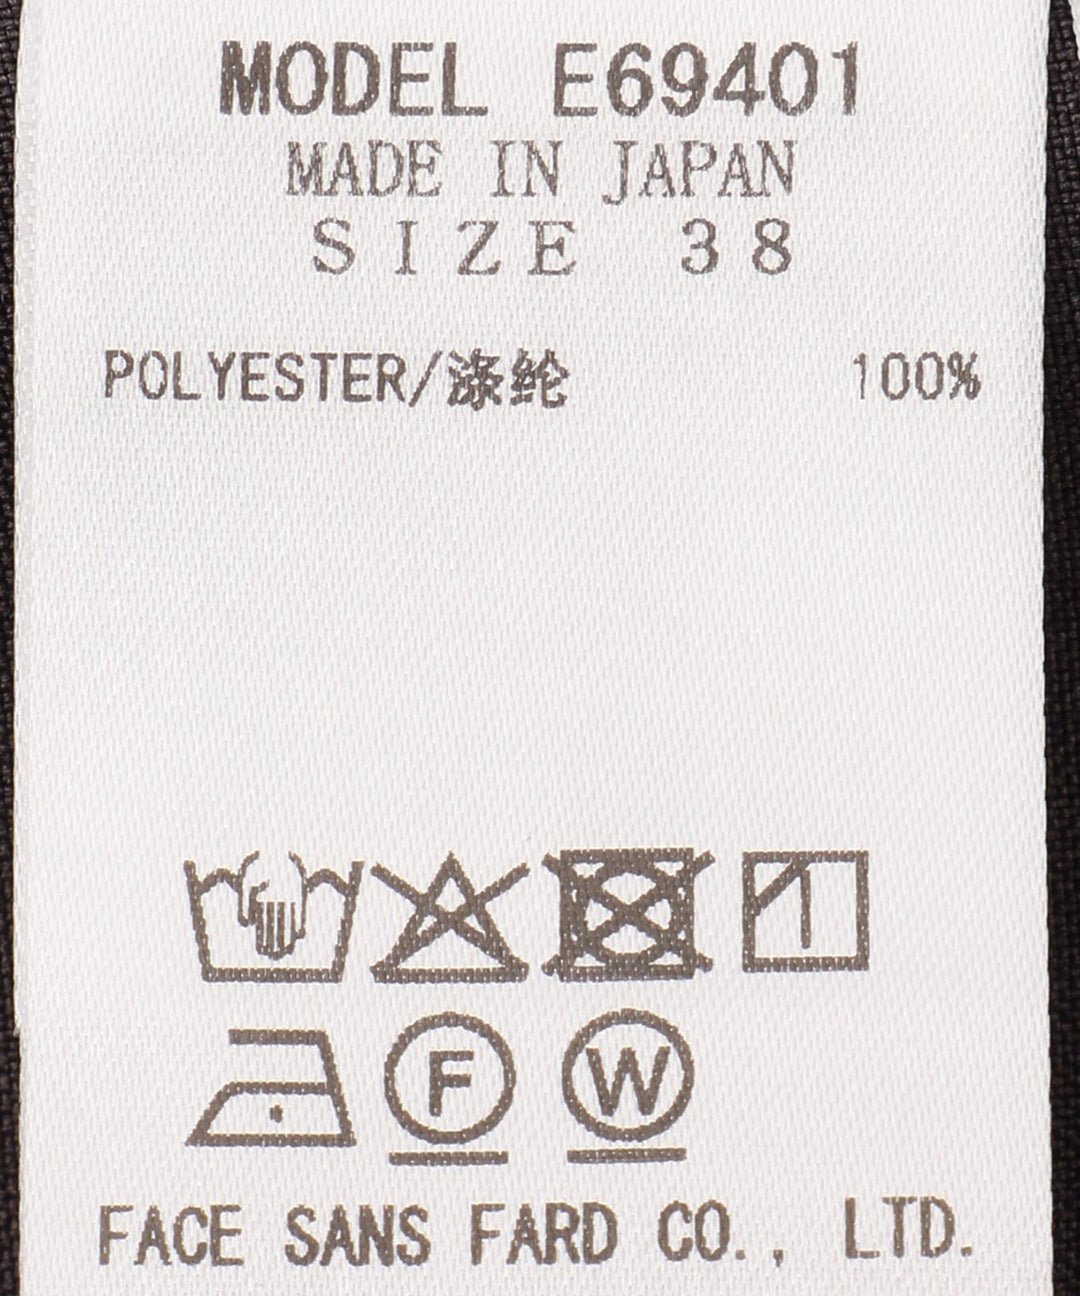 MODEL E69401
MADE IN JAPAN
SIZE 38
POLYESTER/涤纶 100%
F W
FACE SANS FARD CO., LTD.